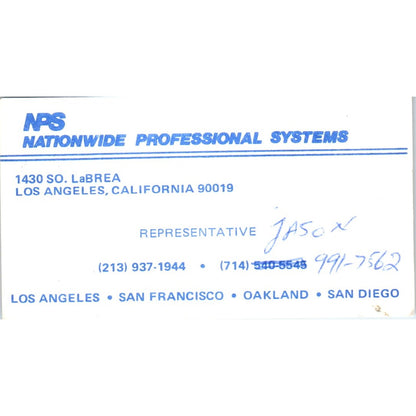 NPS
NATIONWIDE PROFESSIONAL SYSTEMS
1430 SO. LaBREA
LOS ANGELES, CALIFORNIA 90019
REPRESENTATIVE JASON
(213) 937-1944 • (714) 540-5545 991-7562
LOS ANGELES • SAN FRANCISCO • OAKLAND • SAN DIEGO